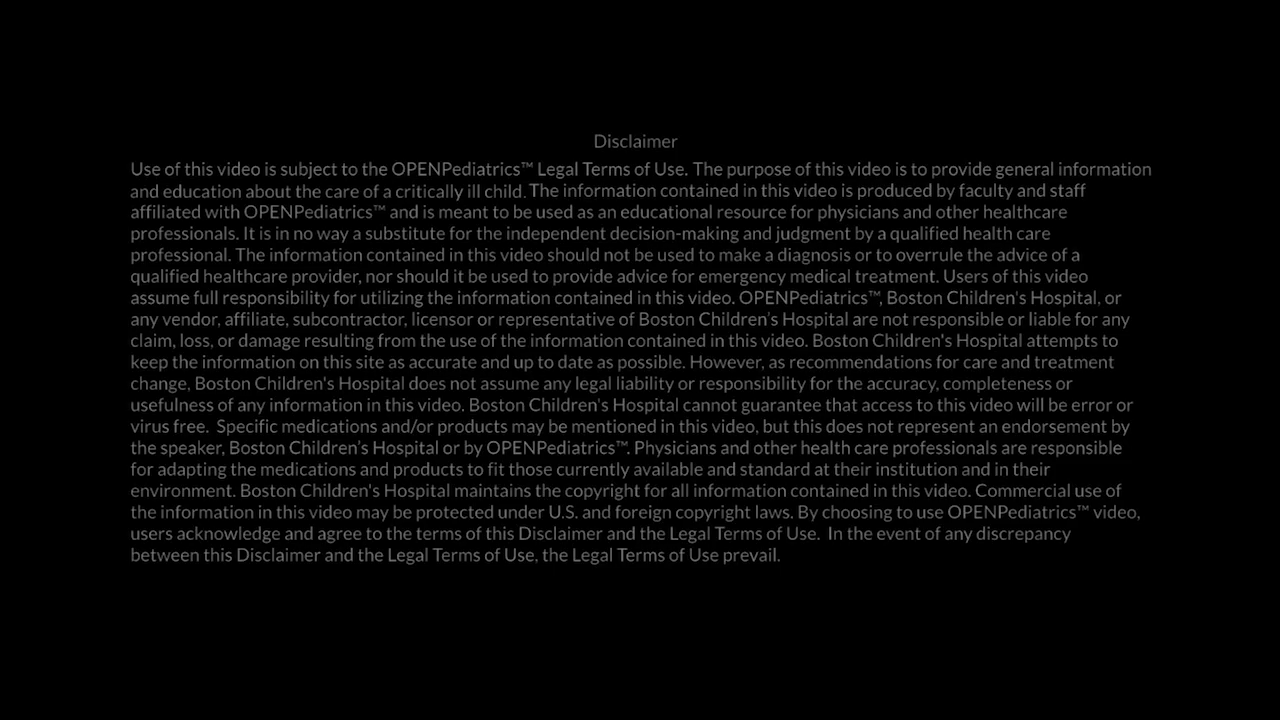 Disclaimer
Use of this video is subject to the OPENPediatrics™ Legal Terms of Use. The purpose of this video is to provide general information
and education about the care of a critically ill child. The information contained in this video is produced by faculty and staff
affiliated with OPENPediatrics™ and is meant to be used as an educational resource for physicians and other healthcare
professionals. It is in no way a substitute for the independent decision-making and judgment by a qualified health care
professional. The information contained in this video should not be used to make a diagnosis or to overrule the advice of a
qualified healthcare provider, nor should it be used to provide advice for emergency medical treatment. Users of this video
assume full responsibility for utilizing the information contained in this video. OPENPediatrics™, Boston Children's Hospital, or
any vendor, affiliate, subcontractor, licensor or representative of Boston Children’s Hospital are not responsible or liable for any
claim, loss, or damage resulting from the use of the information contained in this video. Boston Children's Hospital attempts to
keep the information on this site as accurate and up to date as possible. However, as recommendations for care and treatment
change, Boston Children's Hospital does not assume any legal liability or responsibility for the accuracy, completeness or
usefulness of any information in this video. Boston Children's Hospital cannot guarantee that access to this video will be error or
virus free.  Specific medications and/or products may be mentioned in this video, but this does not represent an endorsement by
the speaker, Boston Children’s Hospital or by OPENPediatrics™. Physicians and other health care professionals are responsible
for adapting the medications and products to fit those currently available and standard at their institution and in their
environment. Boston Children's Hospital maintains the copyright for all information contained in this video. Commercial use of
the information in this video may be protected under U.S. and foreign copyright laws. By choosing to use OPENPediatrics™ video,
users acknowledge and agree to the terms of this Disclaimer and the Legal Terms of Use.  In the event of any discrepancy
between this Disclaimer and the Legal Terms of Use, the Legal Terms of Use prevail.